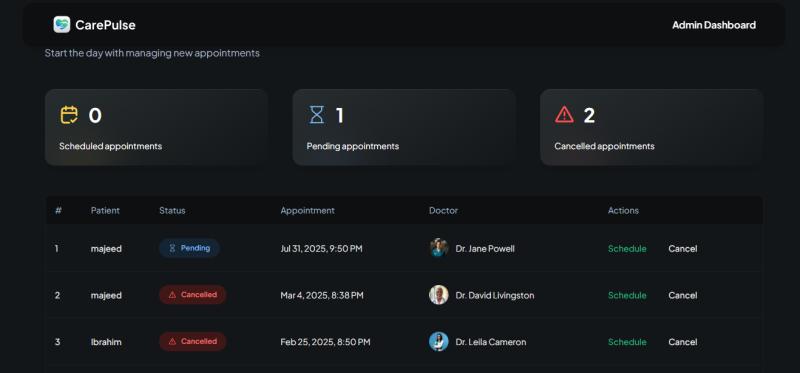 CarePulse Admin Dashboard
Start the day with managing new appointments
0 1 2
Scheduled appointments Pending appointments Cancelled appointments
# Patient Status Appointment Doctor Actions
1 majeed Pending Jul 31, 2025, 9:50 PM Dr. Jane Powell Schedule Cancel
2 majeed Cancelled Mar 4, 2025, 8:38 PM Dr. David Livingston Schedule Cancel
3 Ibrahim Cancelled Feb 25, 2025, 8:50 PM Dr. Leila Cameron Schedule Cancel